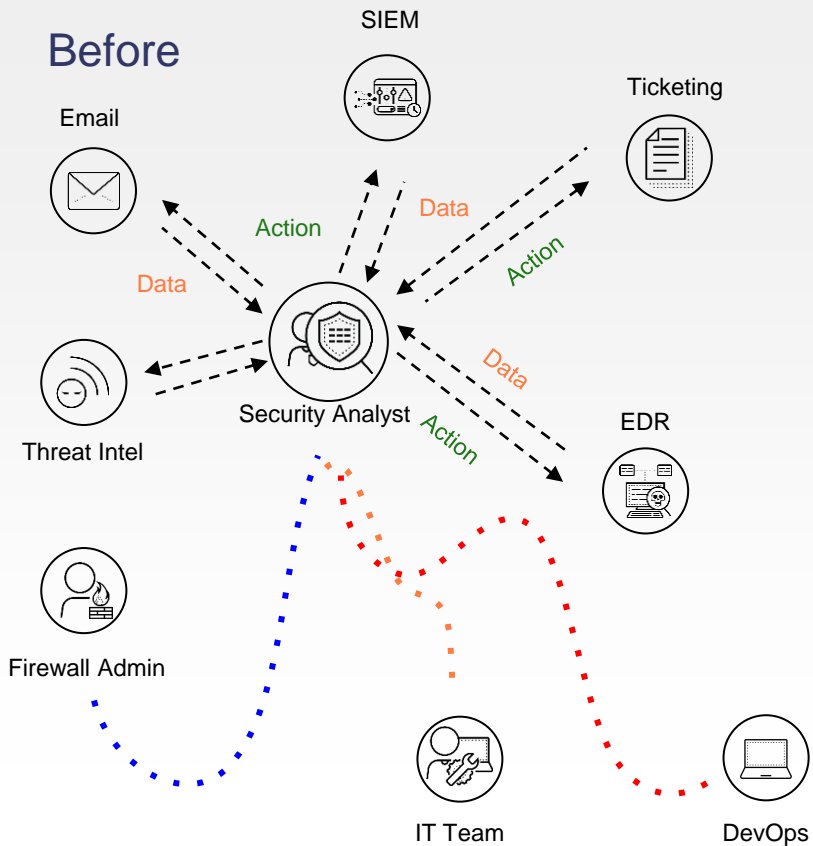 SIEM
Before
Ticketing
Email
Data
Action
Action
Data
Data
Security Analyst
Action
EDR
Threat Intel
Firewall Admin
IT Team
DevOps